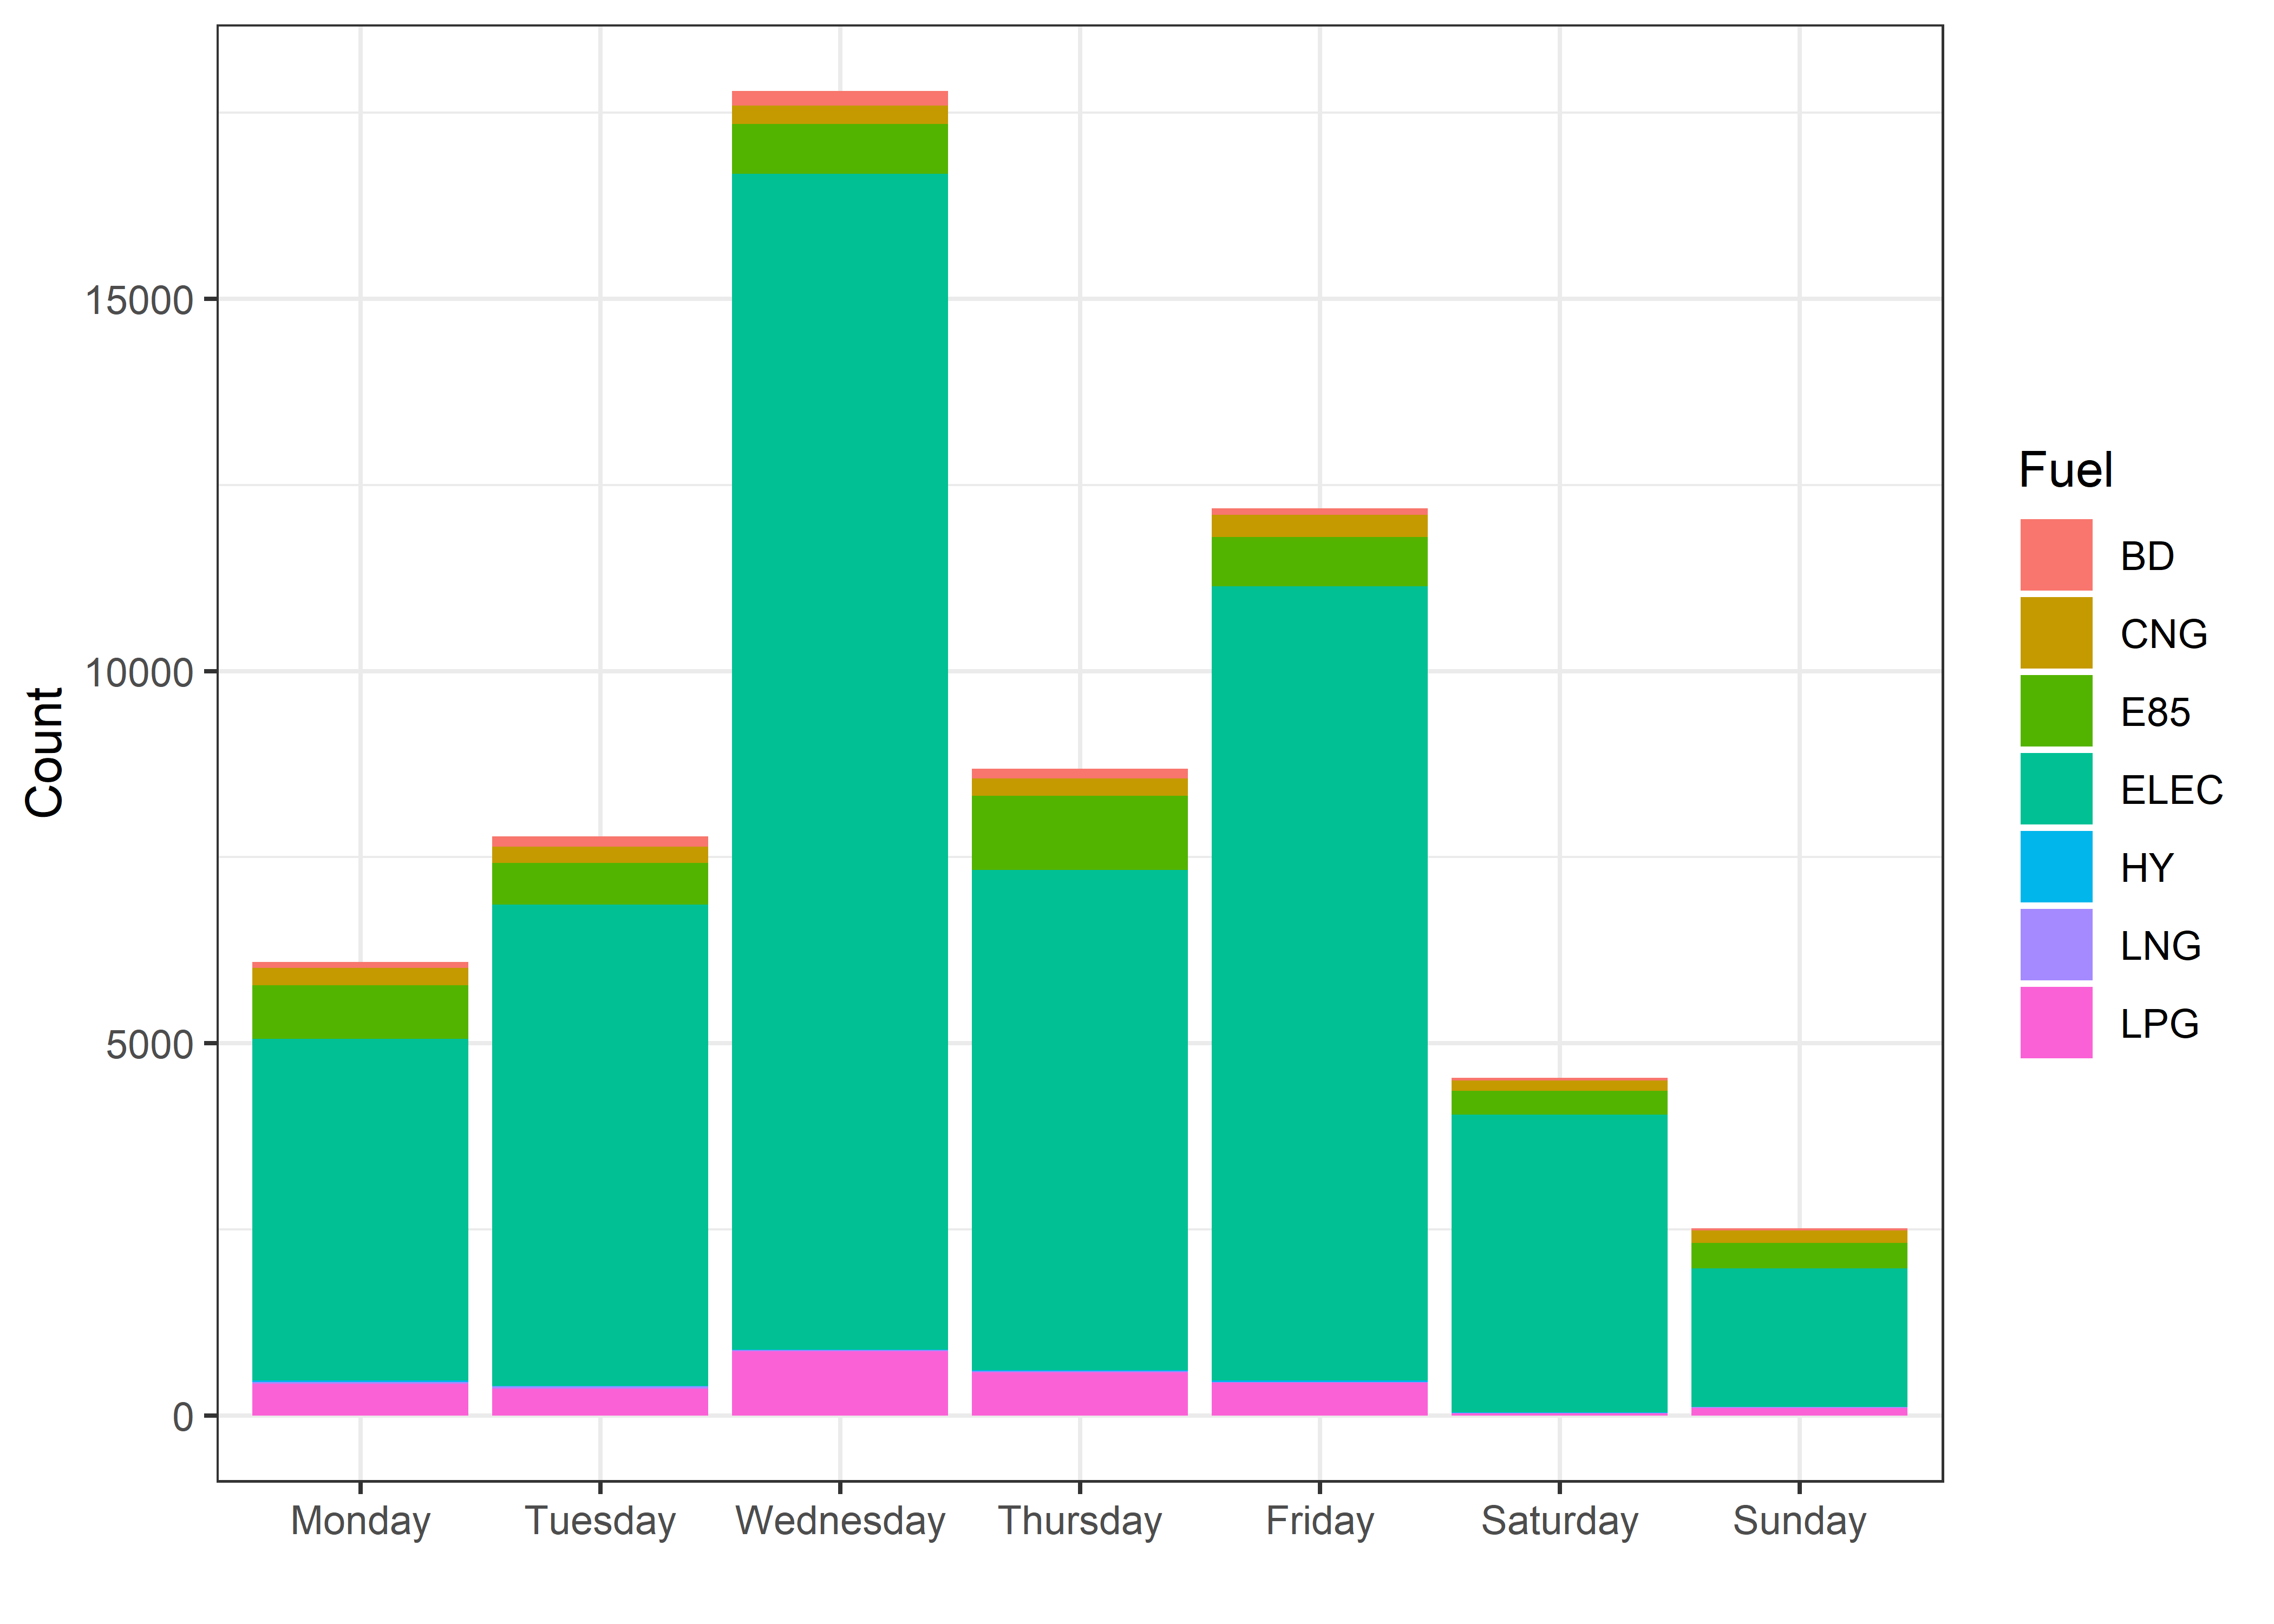 Count
15000
10000
5000
0
Monday
Tuesday
Wednesday
Thursday
Friday
Saturday
Sunday
Fuel
BD
CNG
E85
ELEC
HY
LNG
LPG